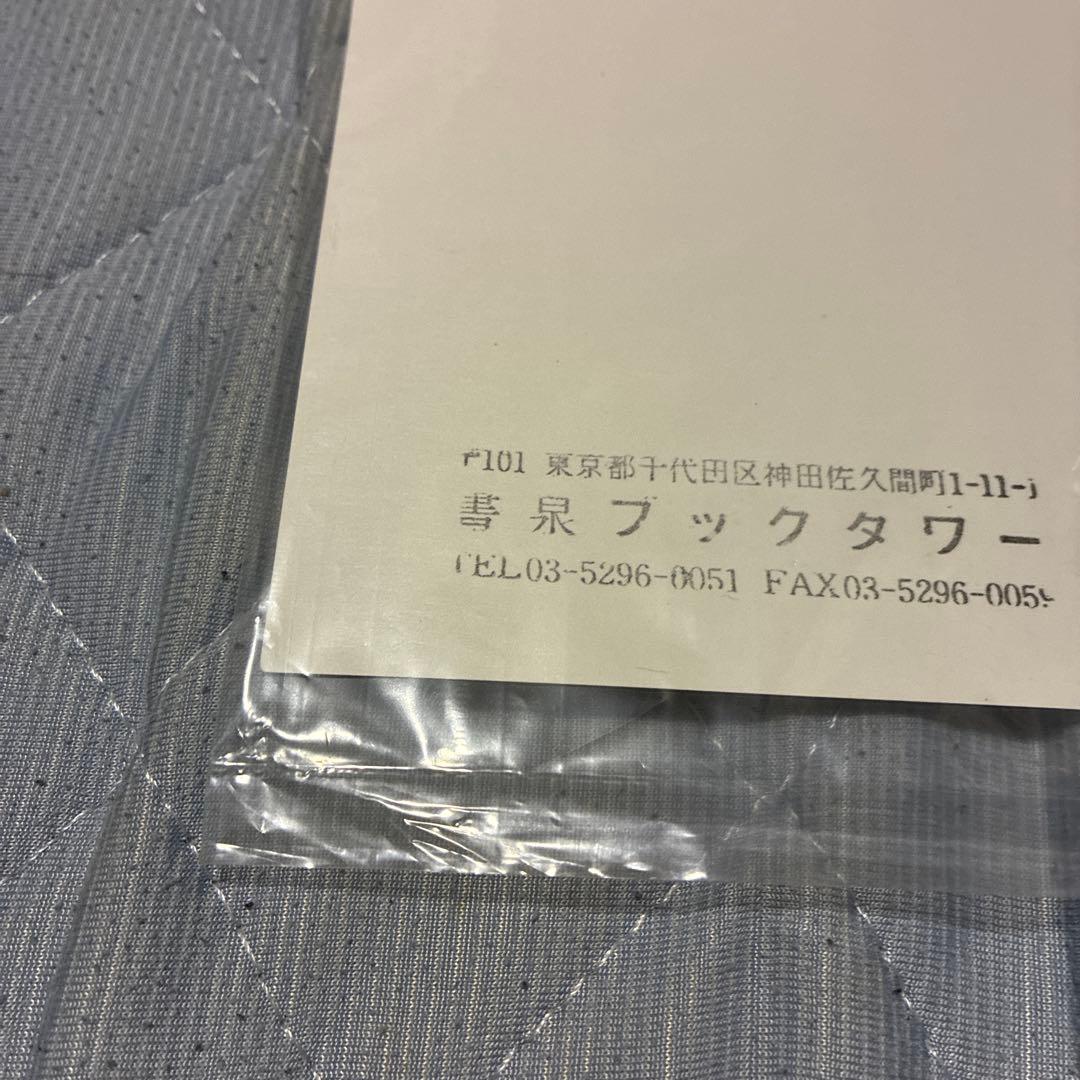 〒101 東京都千代田区神田佐久間町1-11-1
書泉ブックタワー
TEL03-5296-0051 FAX03-5296-005